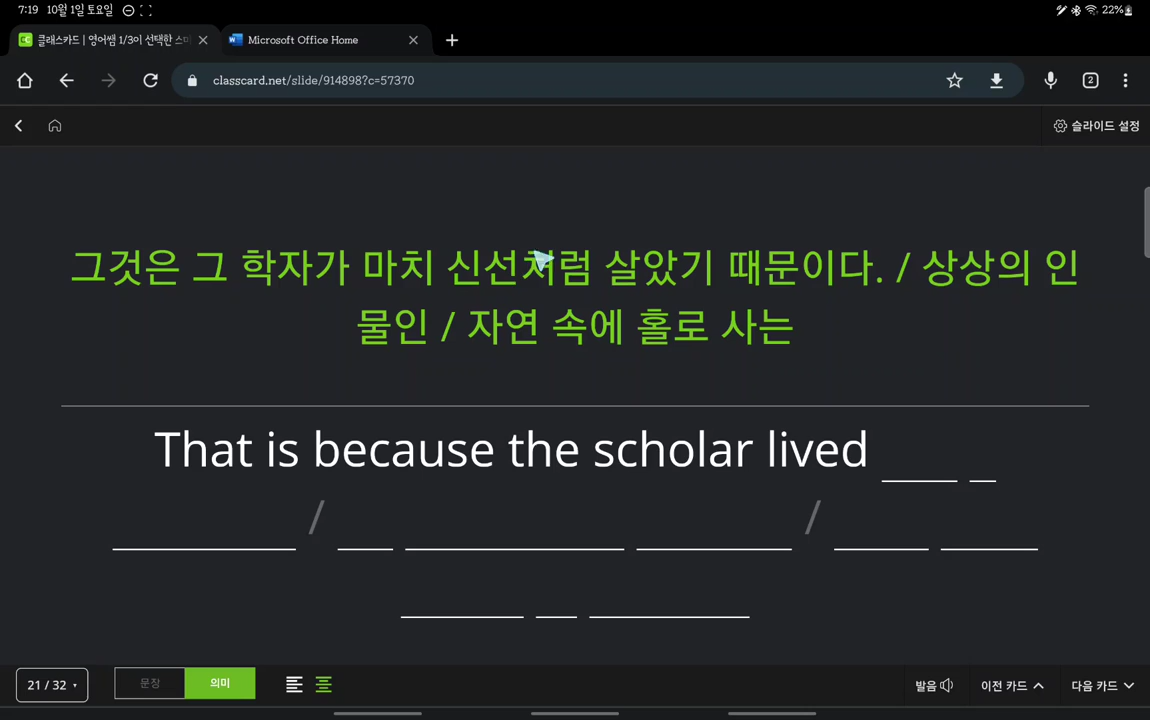 7:19 10월 1일 토요일 22%
클래스카드 | 영어쌤 1/3이 선택한 스마 Microsoft Office Home
classcard.net/slide/914898?c=57370 2
슬라이드 설정
그것은 그 학자가 마치 신선처럼 살았기 때문이다. / 상상의 인
물인 / 자연 속에 홀로 사는
That is because the scholar lived
/ /
21 / 32 문장 의미 발음 이전 카드 다음 카드